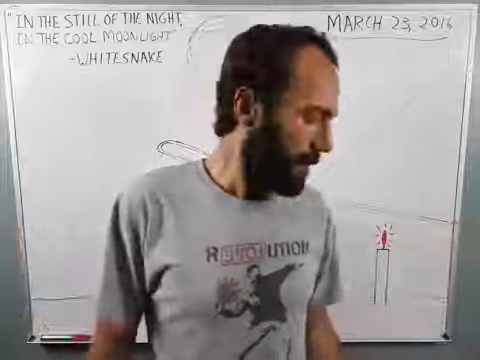 "IN THE STILL OF THE NIGHT,
IN THE COOL MOONLIGHT"
-WHITESNAKE
MARCH 23, 2016
REVOLUTION